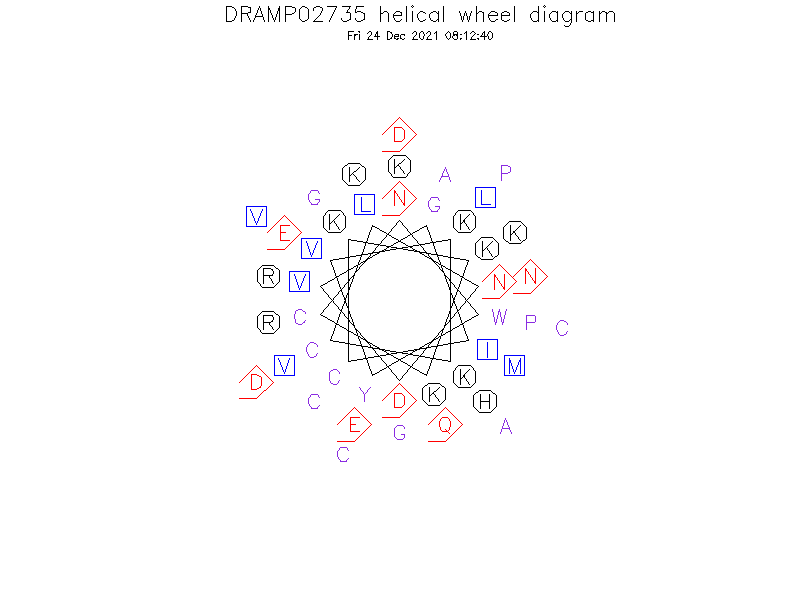 DRAMP02735 helical wheel diagram
Fri 24 Dec 2021 08:12:40
D
K K A P
G L N G L
V E K K K
V K
R V N N
R C W P C
C I M
D V C K
C Y D K H
E G Q A
C